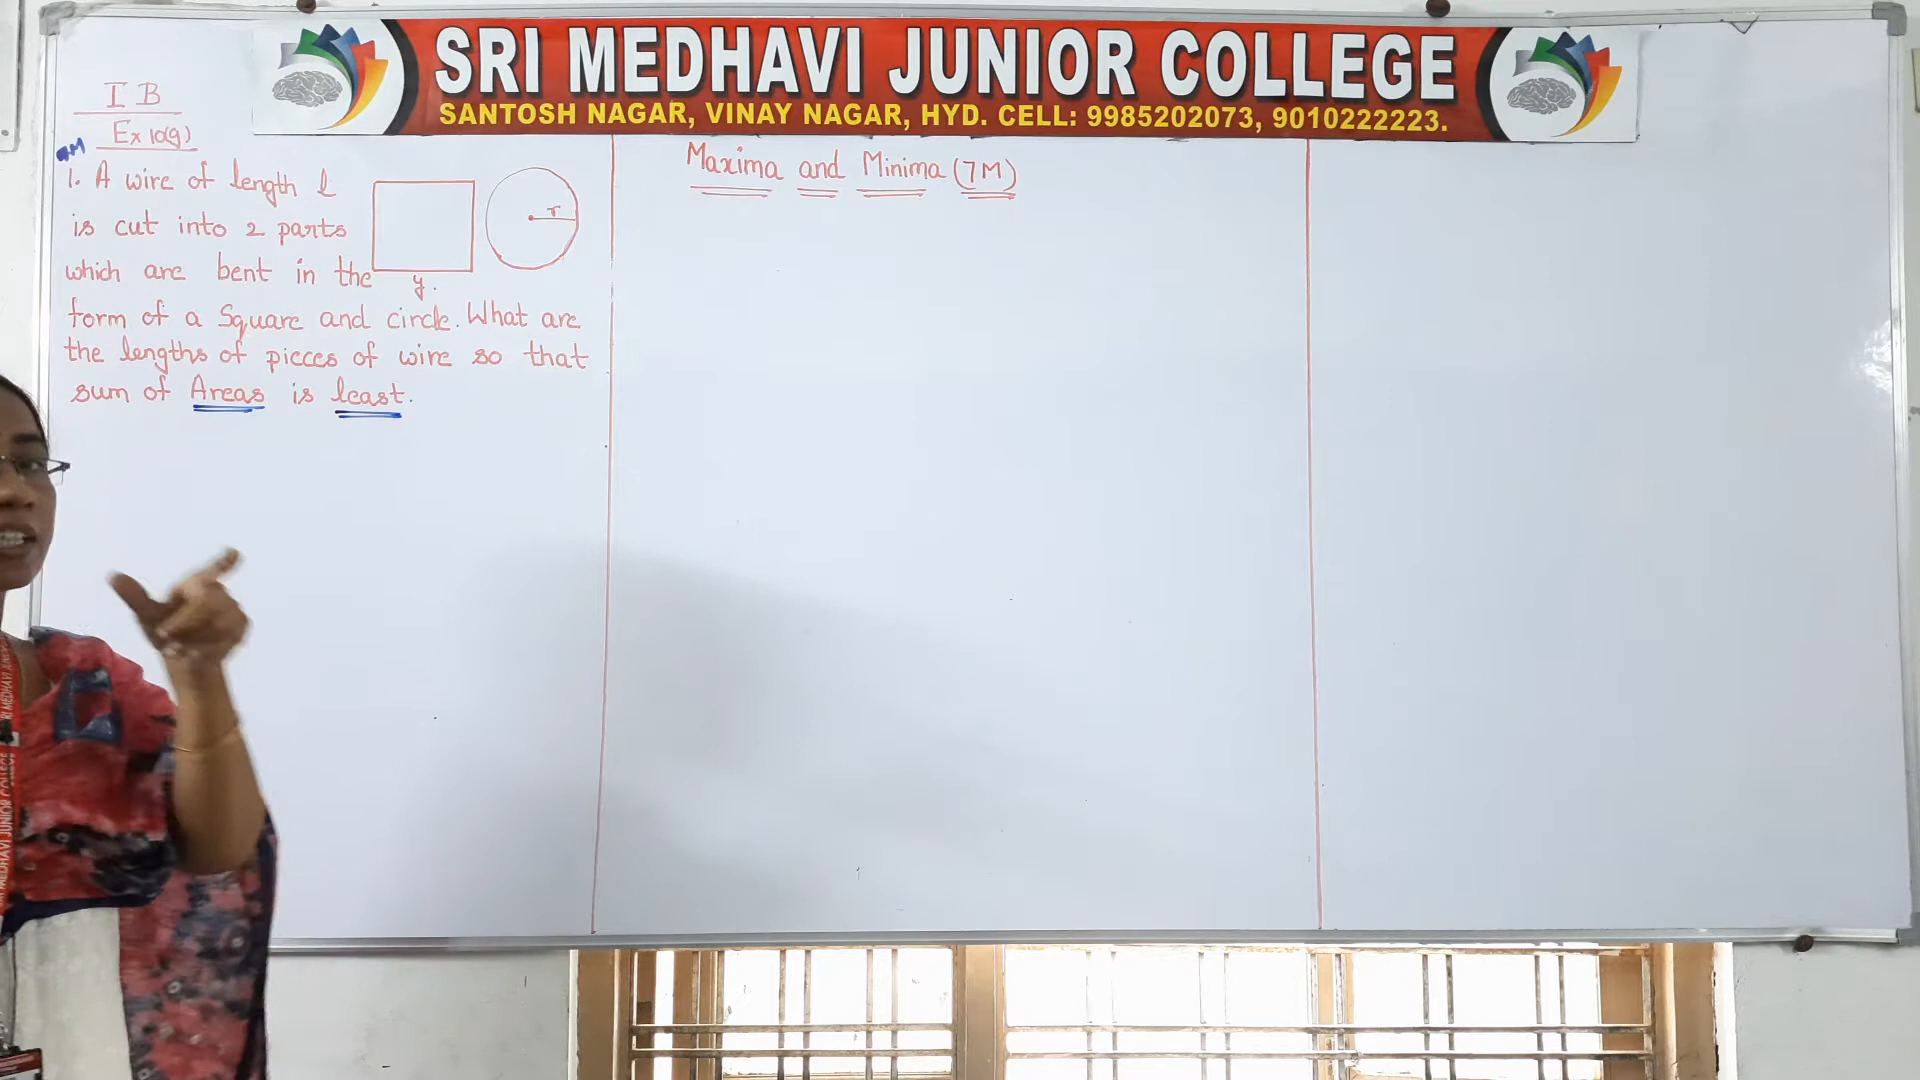 SRI MEDHAVI JUNIOR COLLEGE
SANTOSH NAGAR, VINAY NAGAR, HYD. CELL: 9985202073, 9010222223.
I B
Ex 10(g)
7M
1. A wire of length l
is cut into 2 parts
which are bent in the
form of a Square and circle. What are
the lengths of pieces of wire so that
sum of Areas is least.
y.
r
Maxima and Minima (7M)